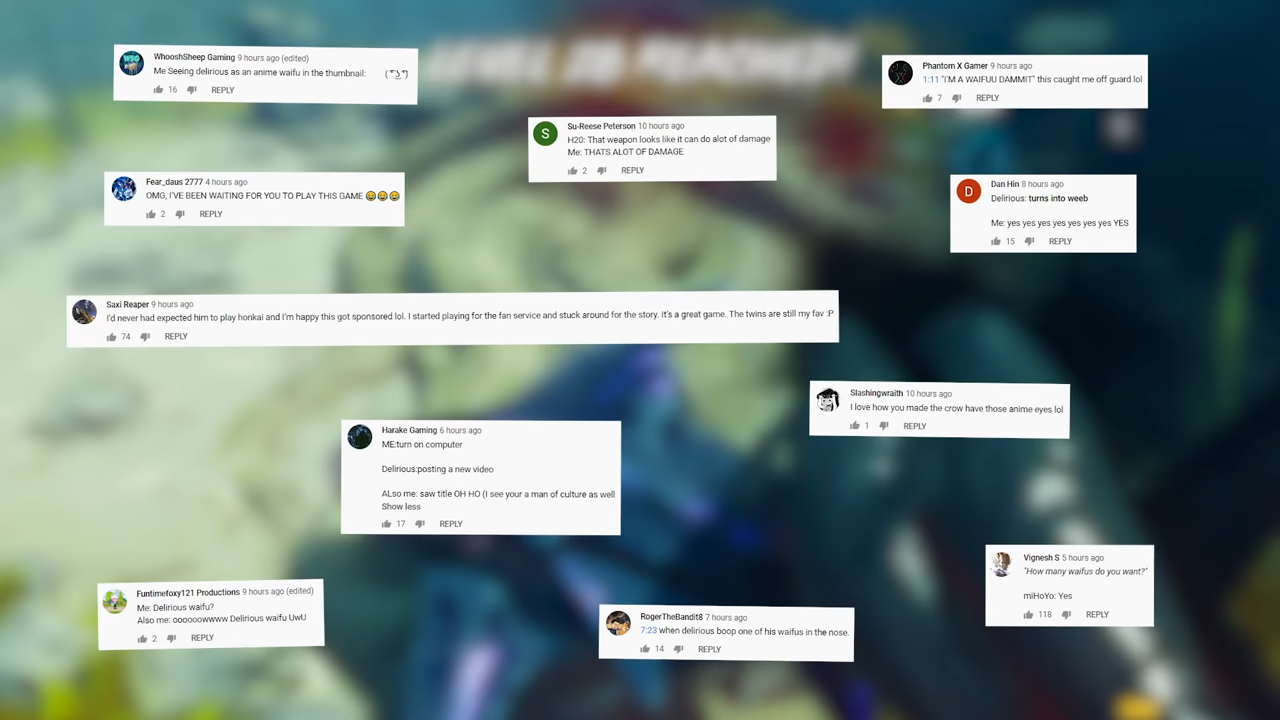 WhooshSheep Gaming 9 hours ago (edited)
Me Seeing delirious as an anime waifu in the thumbnail: ( ͡° ͜ʖ ͡°)
16 REPLY
Phantom X Gamer 9 hours ago
1:11 "I'M A WAIFUU DAMMIT" this caught me off guard lol
7 REPLY
S
Su-Reese Peterson 10 hours ago
H20: That weapon looks like it can do alot of damage
Me: THATS ALOT OF DAMAGE
2 REPLY
Fear_daus 2777 4 hours ago
OMG, I'VE BEEN WAITING FOR YOU TO PLAY THIS GAME 😂😂😂
2 REPLY
D
Dan Hin 8 hours ago
Delirious: turns into weeb
Me: yes yes yes yes yes yes yes YES
15 REPLY
Saxi Reaper 9 hours ago
I'd never had expected him to play honkai and I'm happy this got sponsored lol. I started playing for the fan service and stuck around for the story. It's a great game. The twins are still my fav :P
74 REPLY
Slashingwraith 10 hours ago
I love how you made the crow have those anime eyes lol
1 REPLY
Harake Gaming 6 hours ago
ME:turn on computer
Delirious:posting a new video
ALso me: saw title OH HO (I see your a man of culture as well
Show less
17 REPLY
Vignesh S 5 hours ago
"How many waifus do you want?"
miHoYo: Yes
118 REPLY
Funtimefoxy121 Productions 9 hours ago (edited)
Me: Delirious waifu?
Also me: oooooowwww Delirious waifu UwU
2 REPLY
RogerTheBandit8 7 hours ago
7:23 when delirious boop one of his waifus in the nose.
14 REPLY